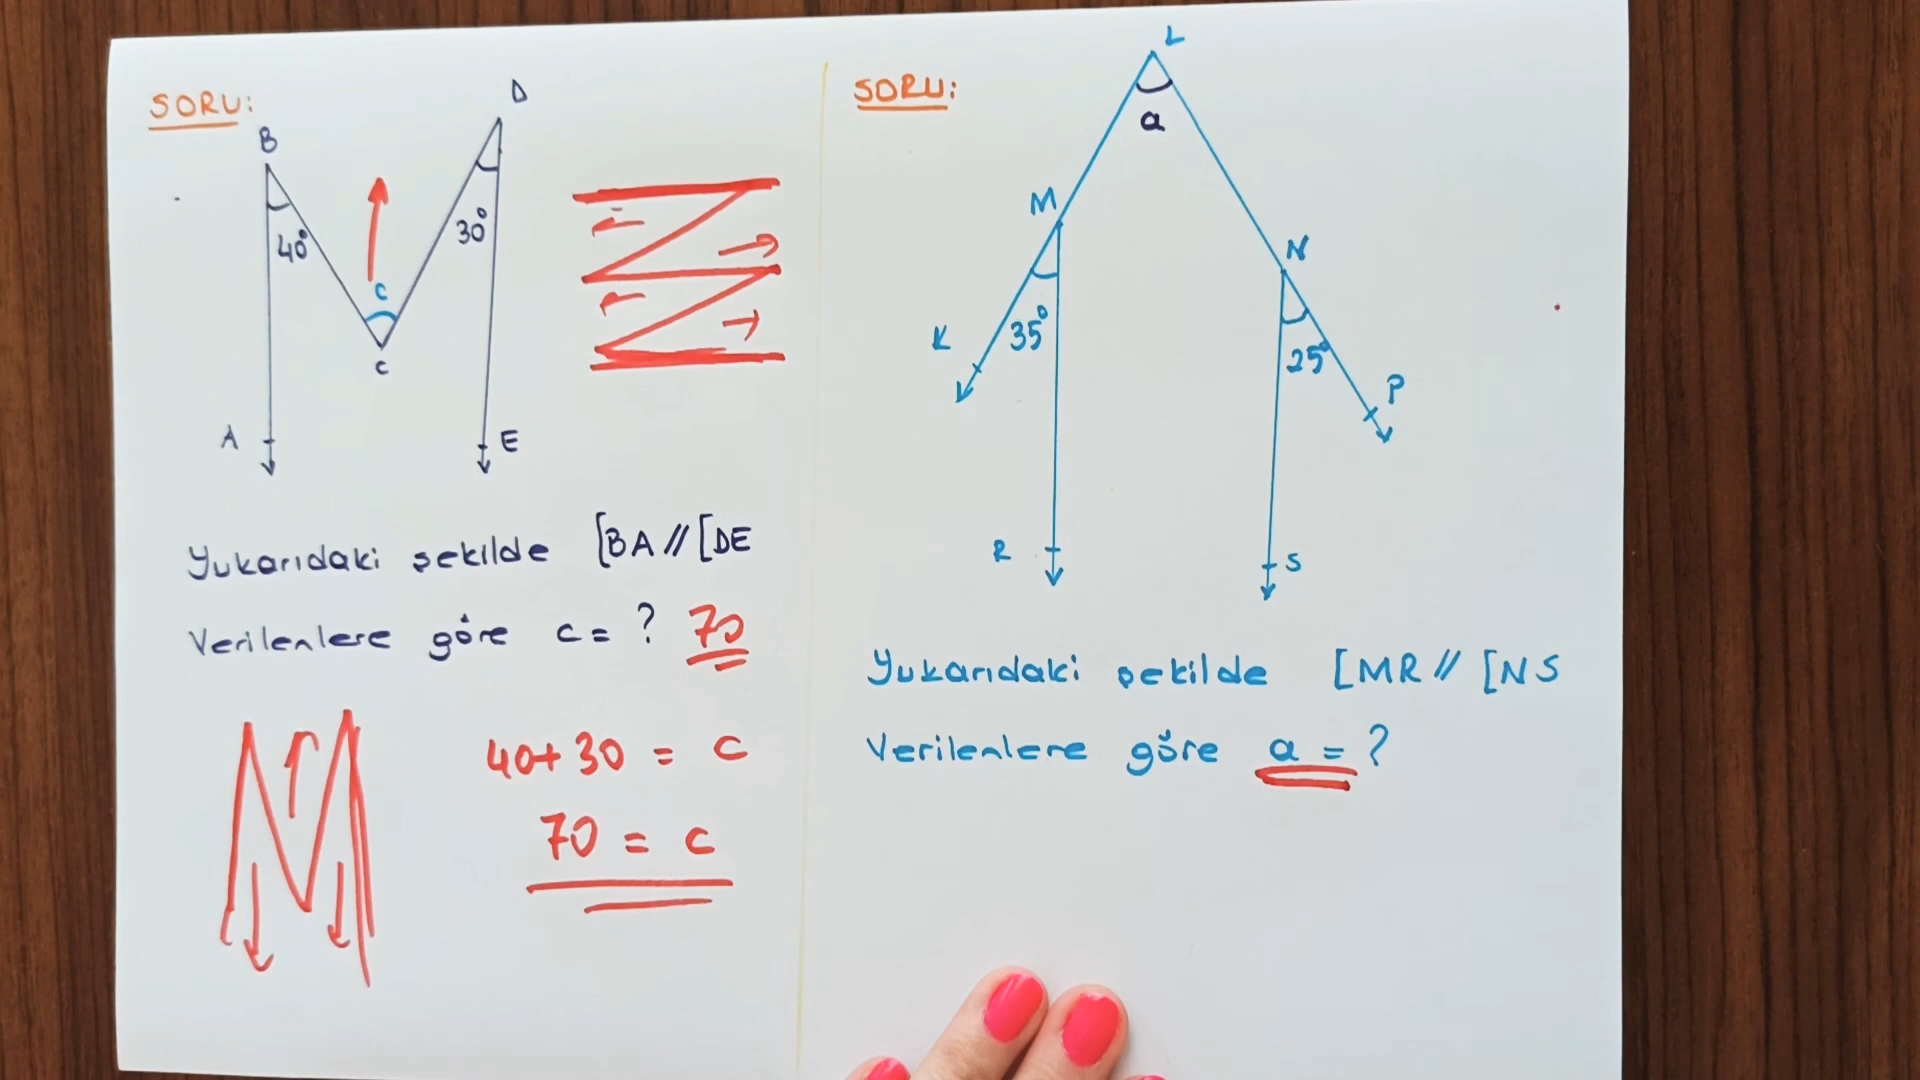 SORU:
B
D
40°
30°
c
C
A
E
Yukarıdaki şekilde [BA // [DE
Verilenlere göre c = ? 70
40+30 = c
70 = c
SORU:
L
a
M
N
K
35°
25°
P
R
S
Yukarıdaki şekilde [MR // [NS
Verilenlere göre a = ?